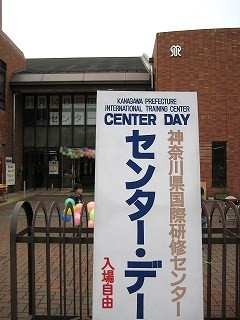 KANAGAWA PREFECTURE
INTERNATIONAL TRAINING CENTER
CENTER DAY
神奈川県国際研修センター
センター・デー
入場自由